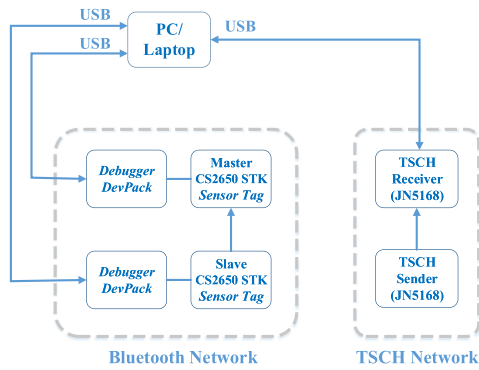 USB
PC/
Laptop
USB
USB
Debugger
DevPack
Master
CS2650 STK
Sensor Tag
TSCH
Receiver
(JN5168)
Debugger
DevPack
Slave
CS2650 STK
Sensor Tag
TSCH
Sender
(JN5168)
Bluetooth Network
TSCH Network